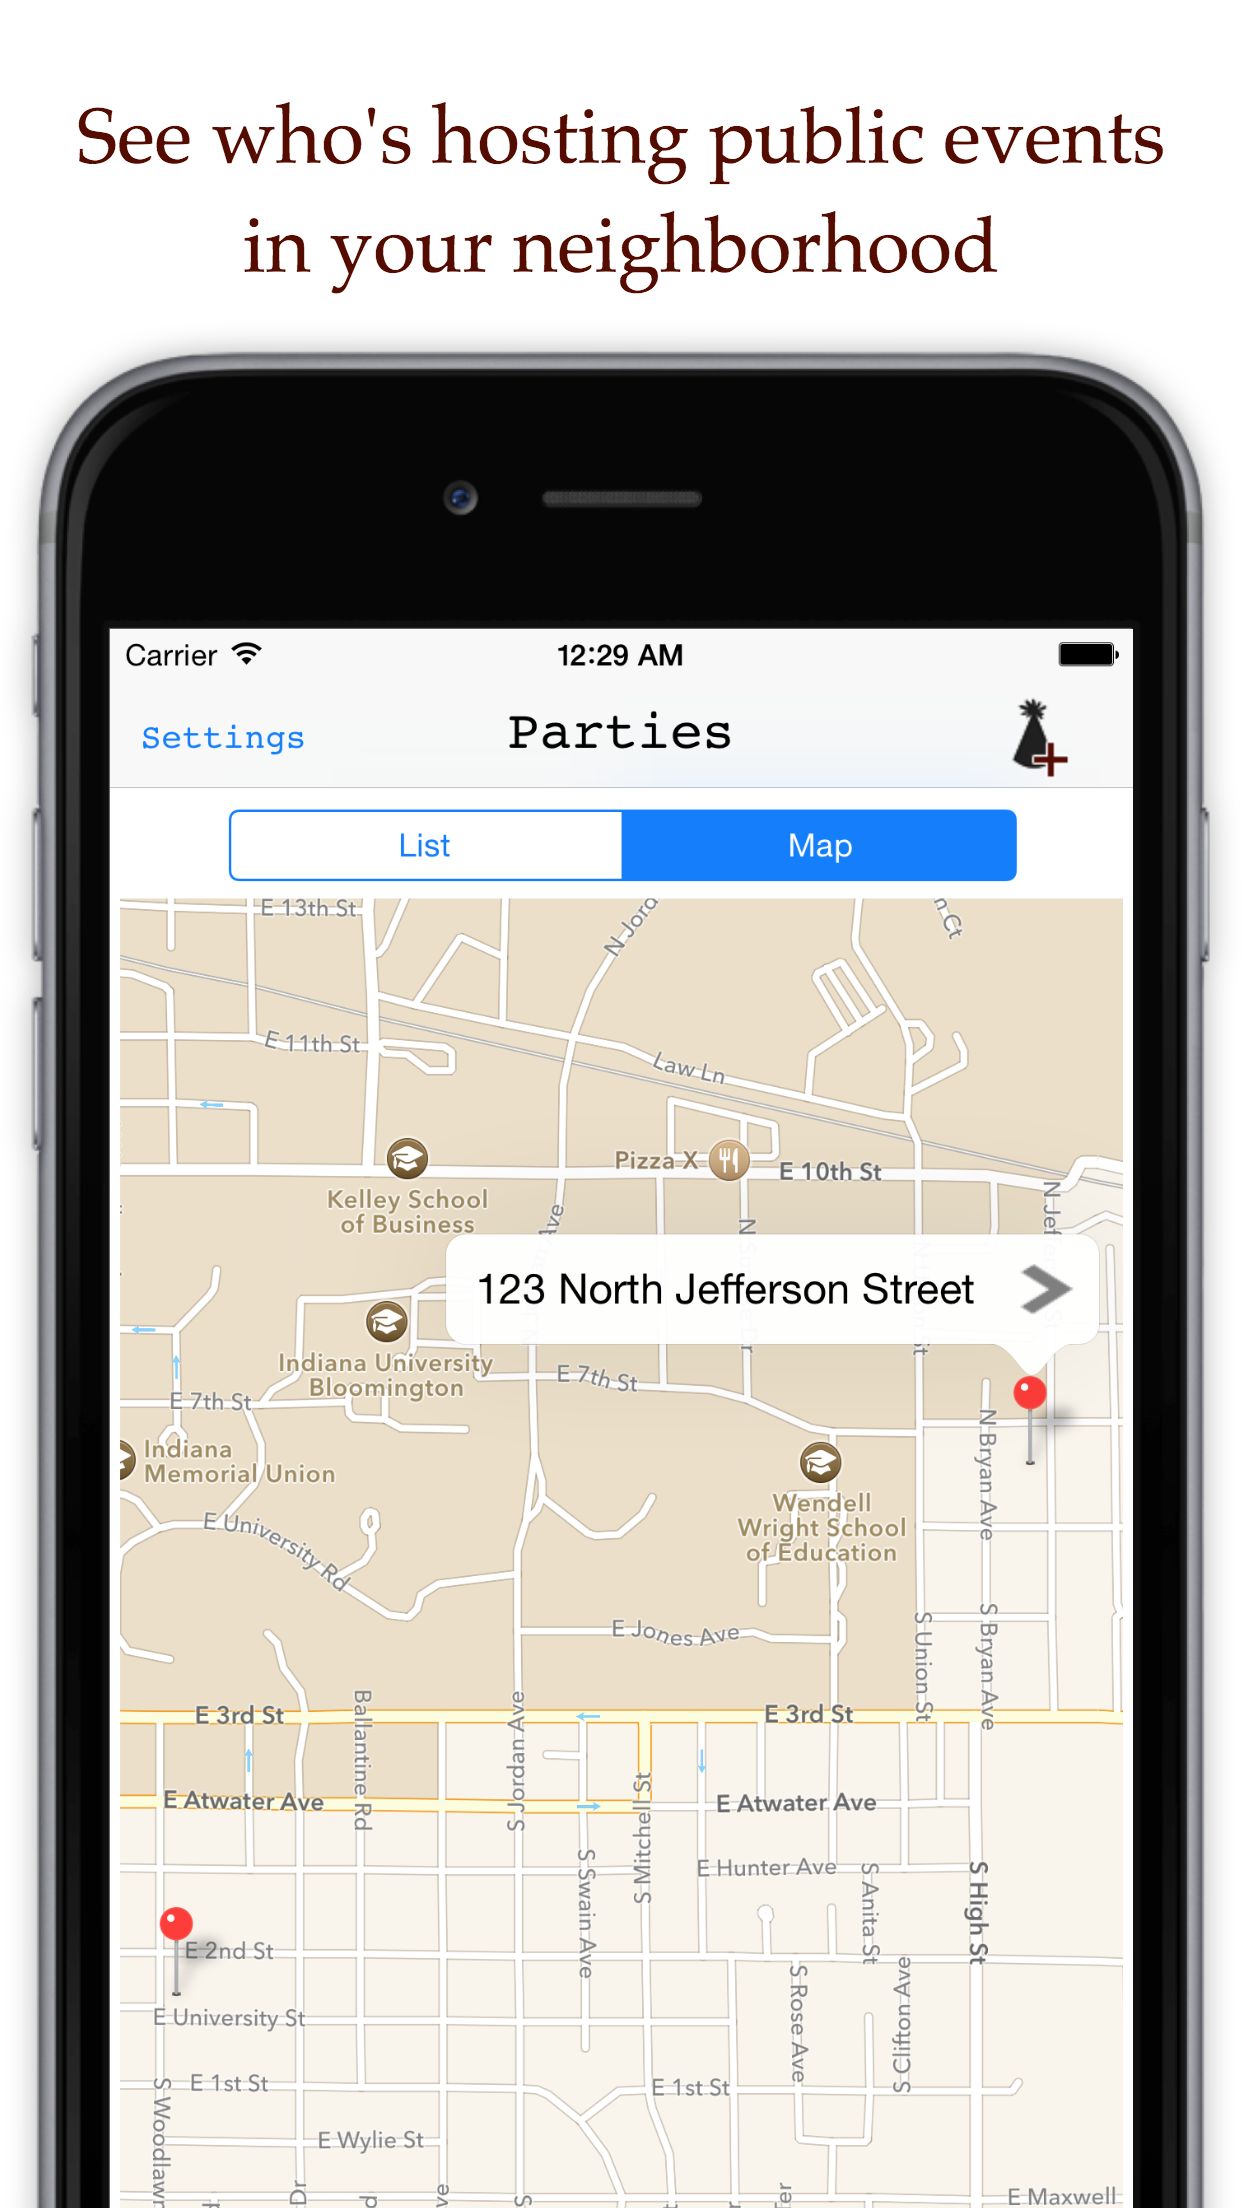 See who's hosting public events
in your neighborhood
Carrier
12:29 AM
Settings
Parties
List
Map
E 13th St
E 11th St
Law Ln
Pizza X
E 10th St
Kelley School
of Business
123 North Jefferson Street
Indiana University
Bloomington
E 7th St
E 7th St
N Bryan Ave
Indiana
Memorial Union
Wendell
Wright School
of Education
E University Rd
E Jones Ave
S Union St
S Bryan Ave
E 3rd St
E 3rd St
Ballantine Rd
S Jordan Ave
E Atwater Ave
E Atwater Ave
S Mitchell St
S Swain Ave
E Hunter Ave
S Anita St
S High St
E 2nd St
S Rose Ave
S Clifton Ave
E University St
E 1st St
E 1st St
S Woodlawn
E Wylie St
E Maxwell